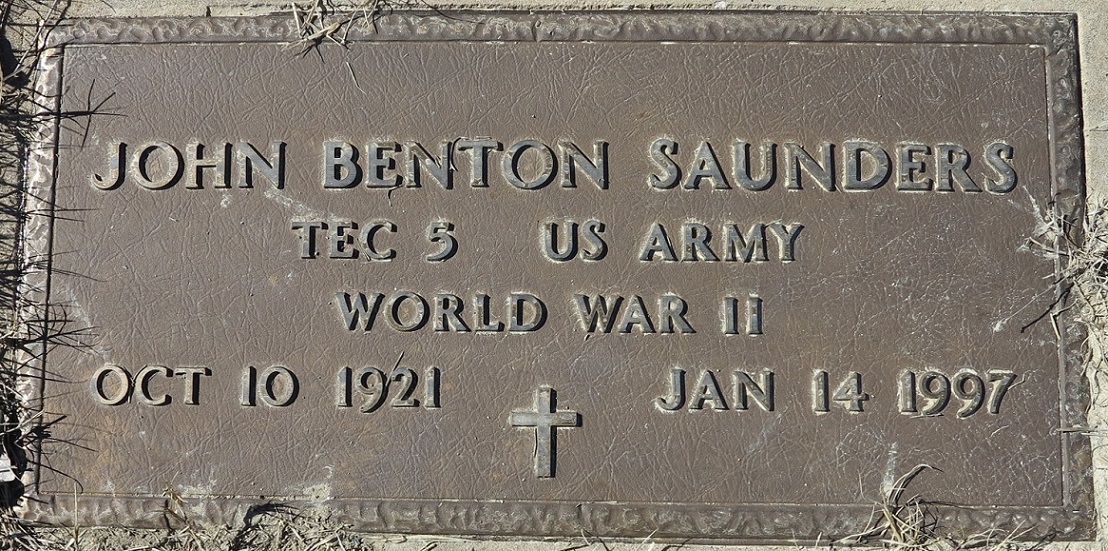 JOHN BENTON SAUNDERS
TEC 5 US ARMY
WORLD WAR II
OCT 10 1921 JAN 14 1997